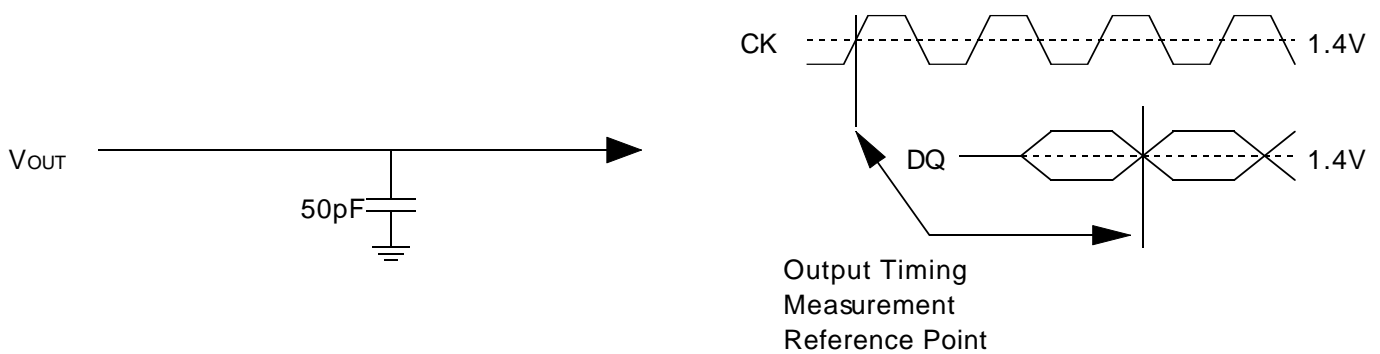 VOUT
50pF
CK
1.4V
DQ
1.4V
Output Timing
Measurement
Reference Point